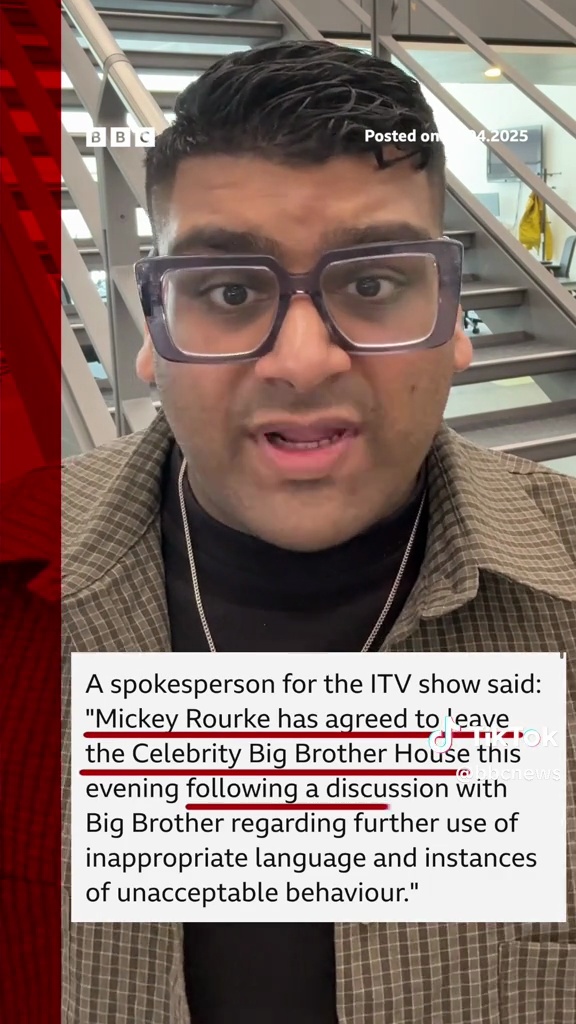 BBC
Posted on 04.2025
A spokesperson for the ITV show said:
"Mickey Rourke has agreed to leave
the Celebrity Big Brother House this
evening following a discussion with
Big Brother regarding further use of
inappropriate language and instances
of unacceptable behaviour."
TikTok
@bbcnews